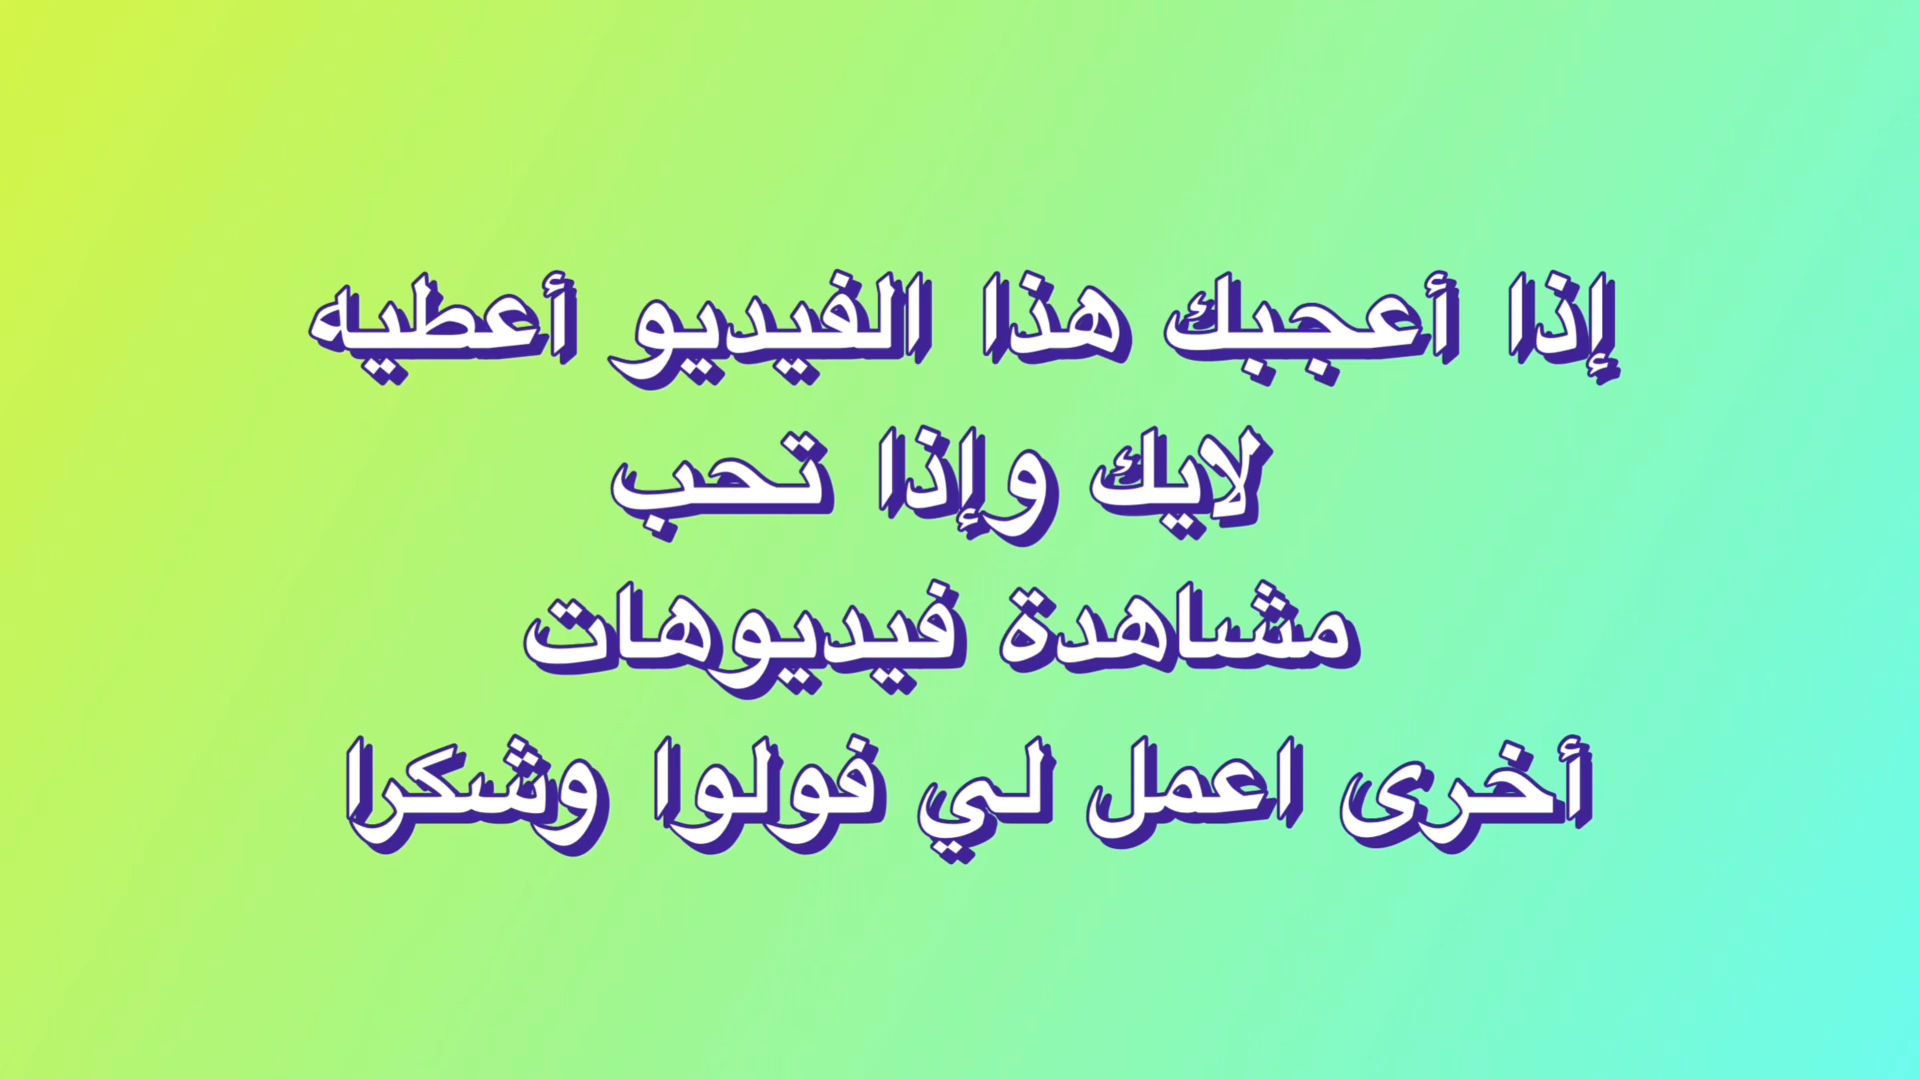 إذا أعجبك هذا الفيديو أعطيه
لايك وإذا تحب
مشاهدة فيديوهات
أخرى اعمل لي فولوا وشكرا